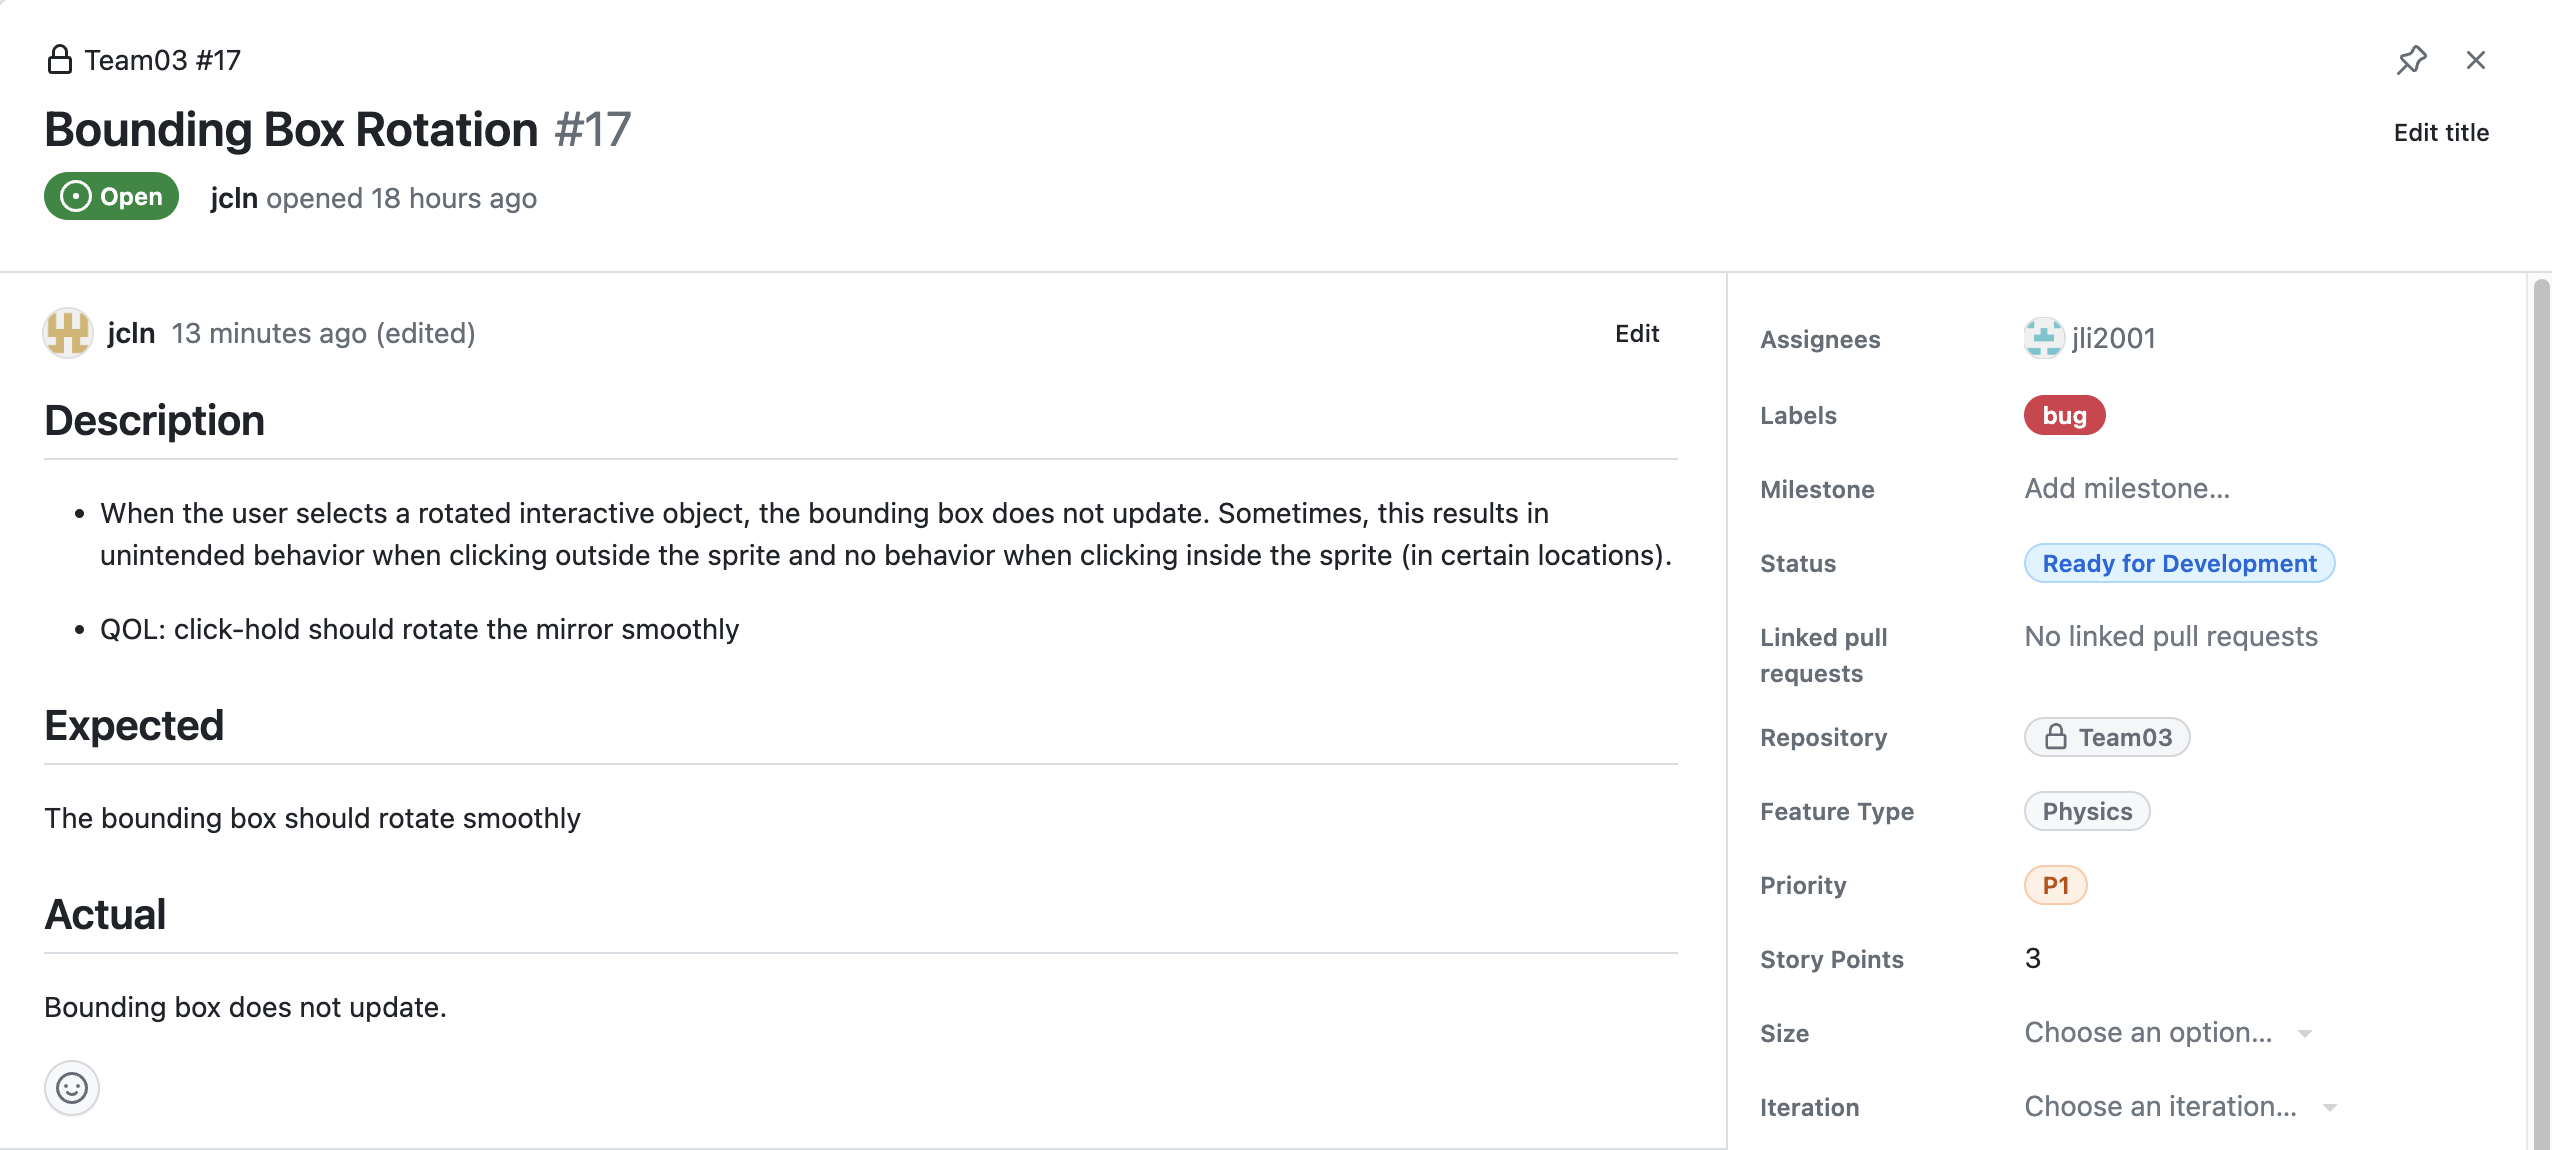 Team03 #17
Bounding Box Rotation #17
Edit title
Open
jcln opened 18 hours ago
jcln 13 minutes ago (edited)
Edit
Description
• When the user selects a rotated interactive object, the bounding box does not update. Sometimes, this results in
unintended behavior when clicking outside the sprite and no behavior when clicking inside the sprite (in certain locations).
• QOL: click-hold should rotate the mirror smoothly
Expected
The bounding box should rotate smoothly
Actual
Bounding box does not update.
Assignees
jli2001
Labels
bug
Milestone
Add milestone...
Status
Ready for Development
Linked pull
requests
No linked pull requests
Repository
Team03
Feature Type
Physics
Priority
P1
Story Points
3
Size
Choose an option...
Iteration
Choose an iteration...